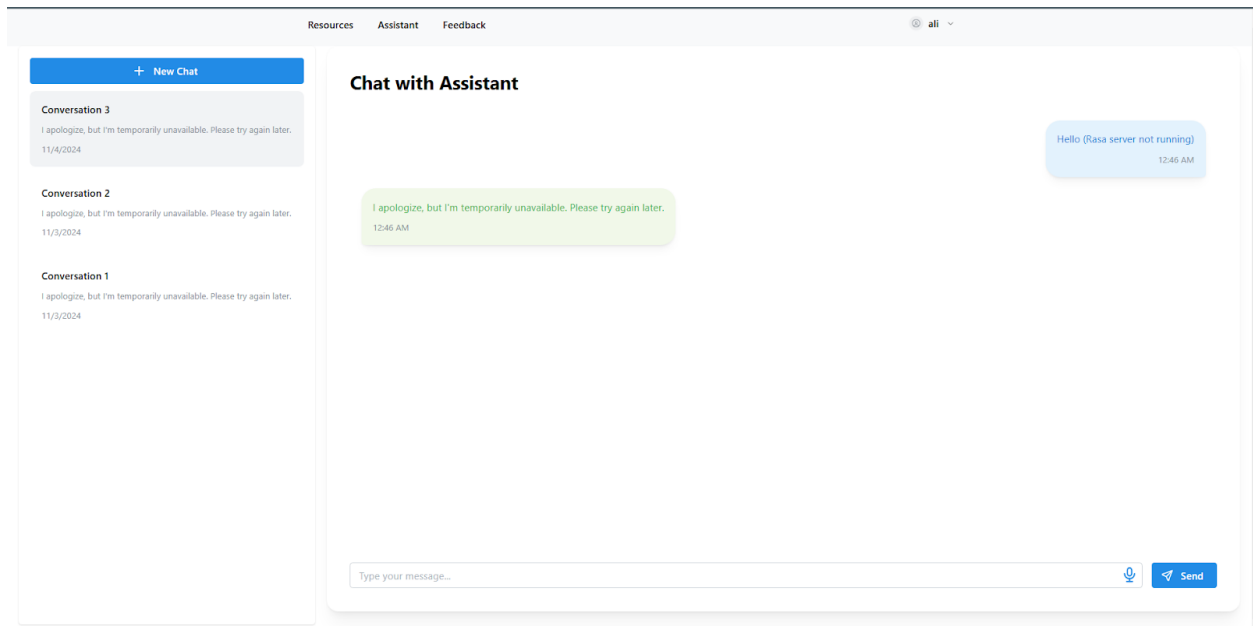 Resources Assistant Feedback ali
New Chat
Conversation 3
I apologize, but I'm temporarily unavailable. Please try again later.
11/4/2024
Conversation 2
I apologize, but I'm temporarily unavailable. Please try again later.
11/3/2024
Conversation 1
I apologize, but I'm temporarily unavailable. Please try again later.
11/3/2024
Chat with Assistant
Hello (Rasa server not running)
12:46 AM
I apologize, but I'm temporarily unavailable. Please try again later.
12:46 AM
Type your message...
Send